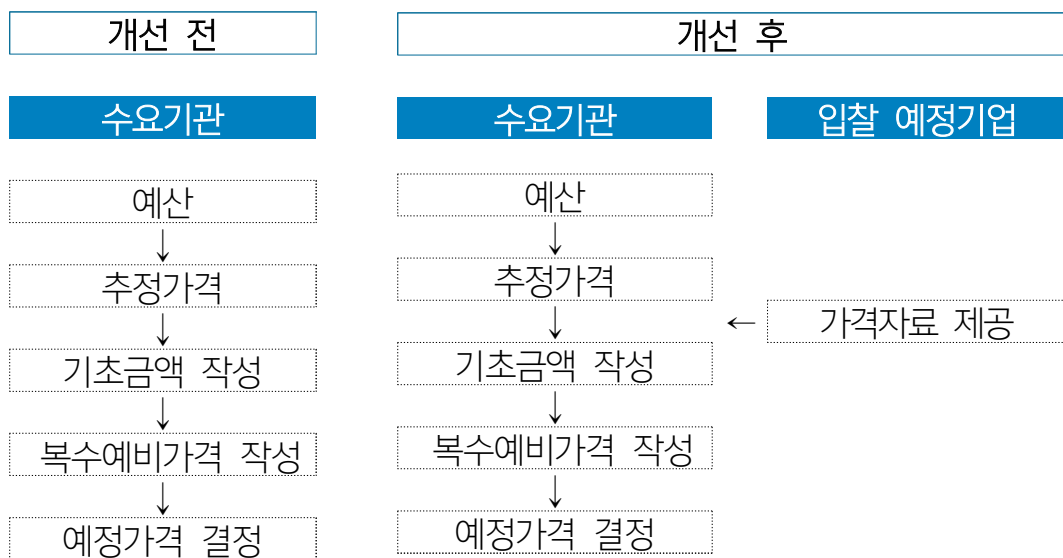 개선 전
개선 후
수요기관
수요기관
입찰 예정기업
예산
예산
↓
↓
추정가격
추정가격
↓
↓
←
가격자료 제공
기초금액 작성
기초금액 작성
↓
↓
복수예비가격 작성
복수예비가격 작성
↓
↓
예정가격 결정
예정가격 결정